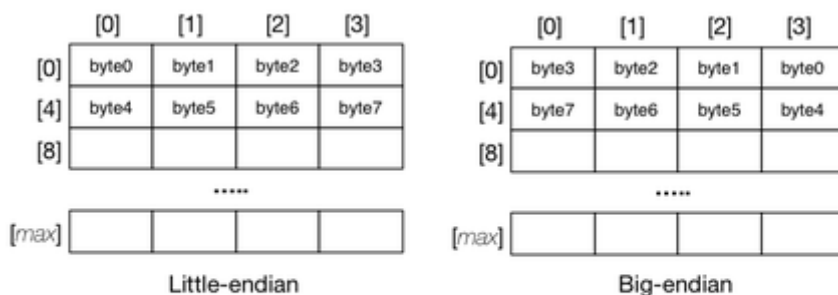 [0] [1] [2] [3]
[0] byte0 byte1 byte2 byte3
[4] byte4 byte5 byte6 byte7
[8]
.....
[max]
Little-endian
[0] [1] [2] [3]
[0] byte3 byte2 byte1 byte0
[4] byte7 byte6 byte5 byte4
[8]
.....
[max]
Big-endian